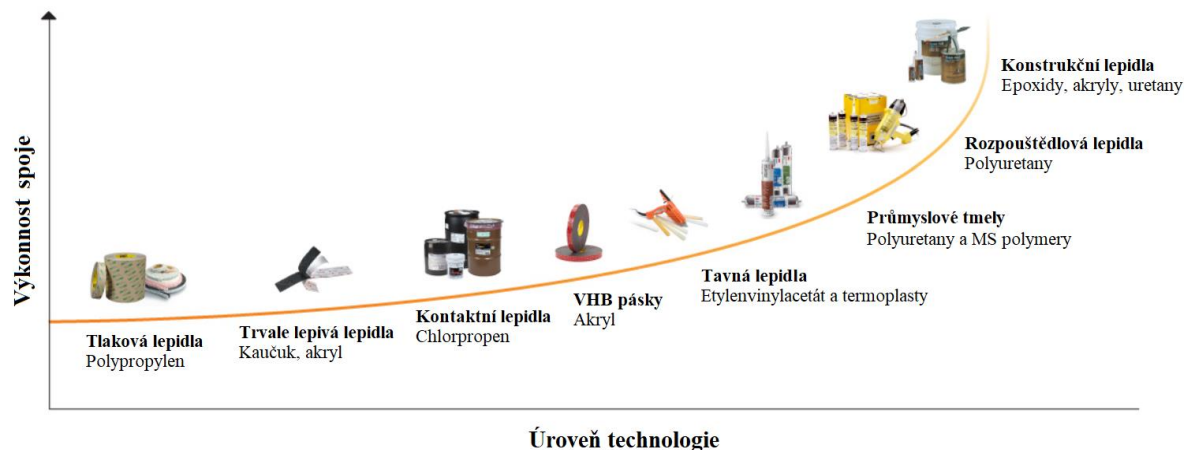 Výkonnost spoje
Konstrukční lepidla
Epoxidy, akryly, uretany
Rozpouštědlová lepidla
Polyuretany
Průmyslové tmely
Polyuretany a MS polymery
Tavná lepidla
Etylenvinylacetát a termoplasty
VHB pásky
Akryl
Kontaktní lepidla
Chlorpropen
Trvale lepivá lepidla
Kaučuk, akryl
Tlaková lepidla
Polypropylen
Úroveň technologie